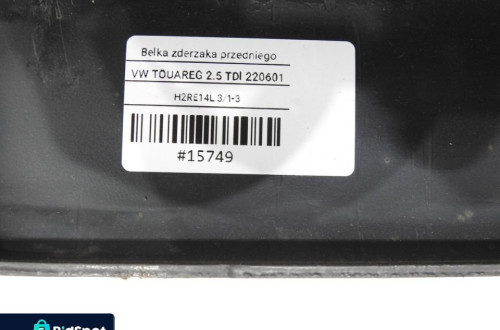 Belka zderzaka przedniego
VW TOUAREG 2.5 TDI 220601
H2RE14L 3/1-3
#15749